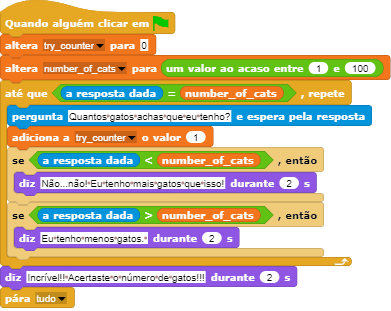 Quando alguém clicar em
altera try_counter para 0
altera number_of_cats para um valor ao acaso entre 1 e 100
até que a resposta dada = number_of_cats , repete
pergunta Quantos gatos achas que eu tenho? e espera pela resposta
adiciona a try_counter o valor 1
se a resposta dada < number_of_cats , então
diz Não...não! Eu tenho mais gatos que isso! durante 2 s
se a resposta dada > number_of_cats , então
diz Eu tenho menos gatos. durante 2 s
diz Incrível!!! Acertaste o número de gatos!!! durante 2 s
pára tudo